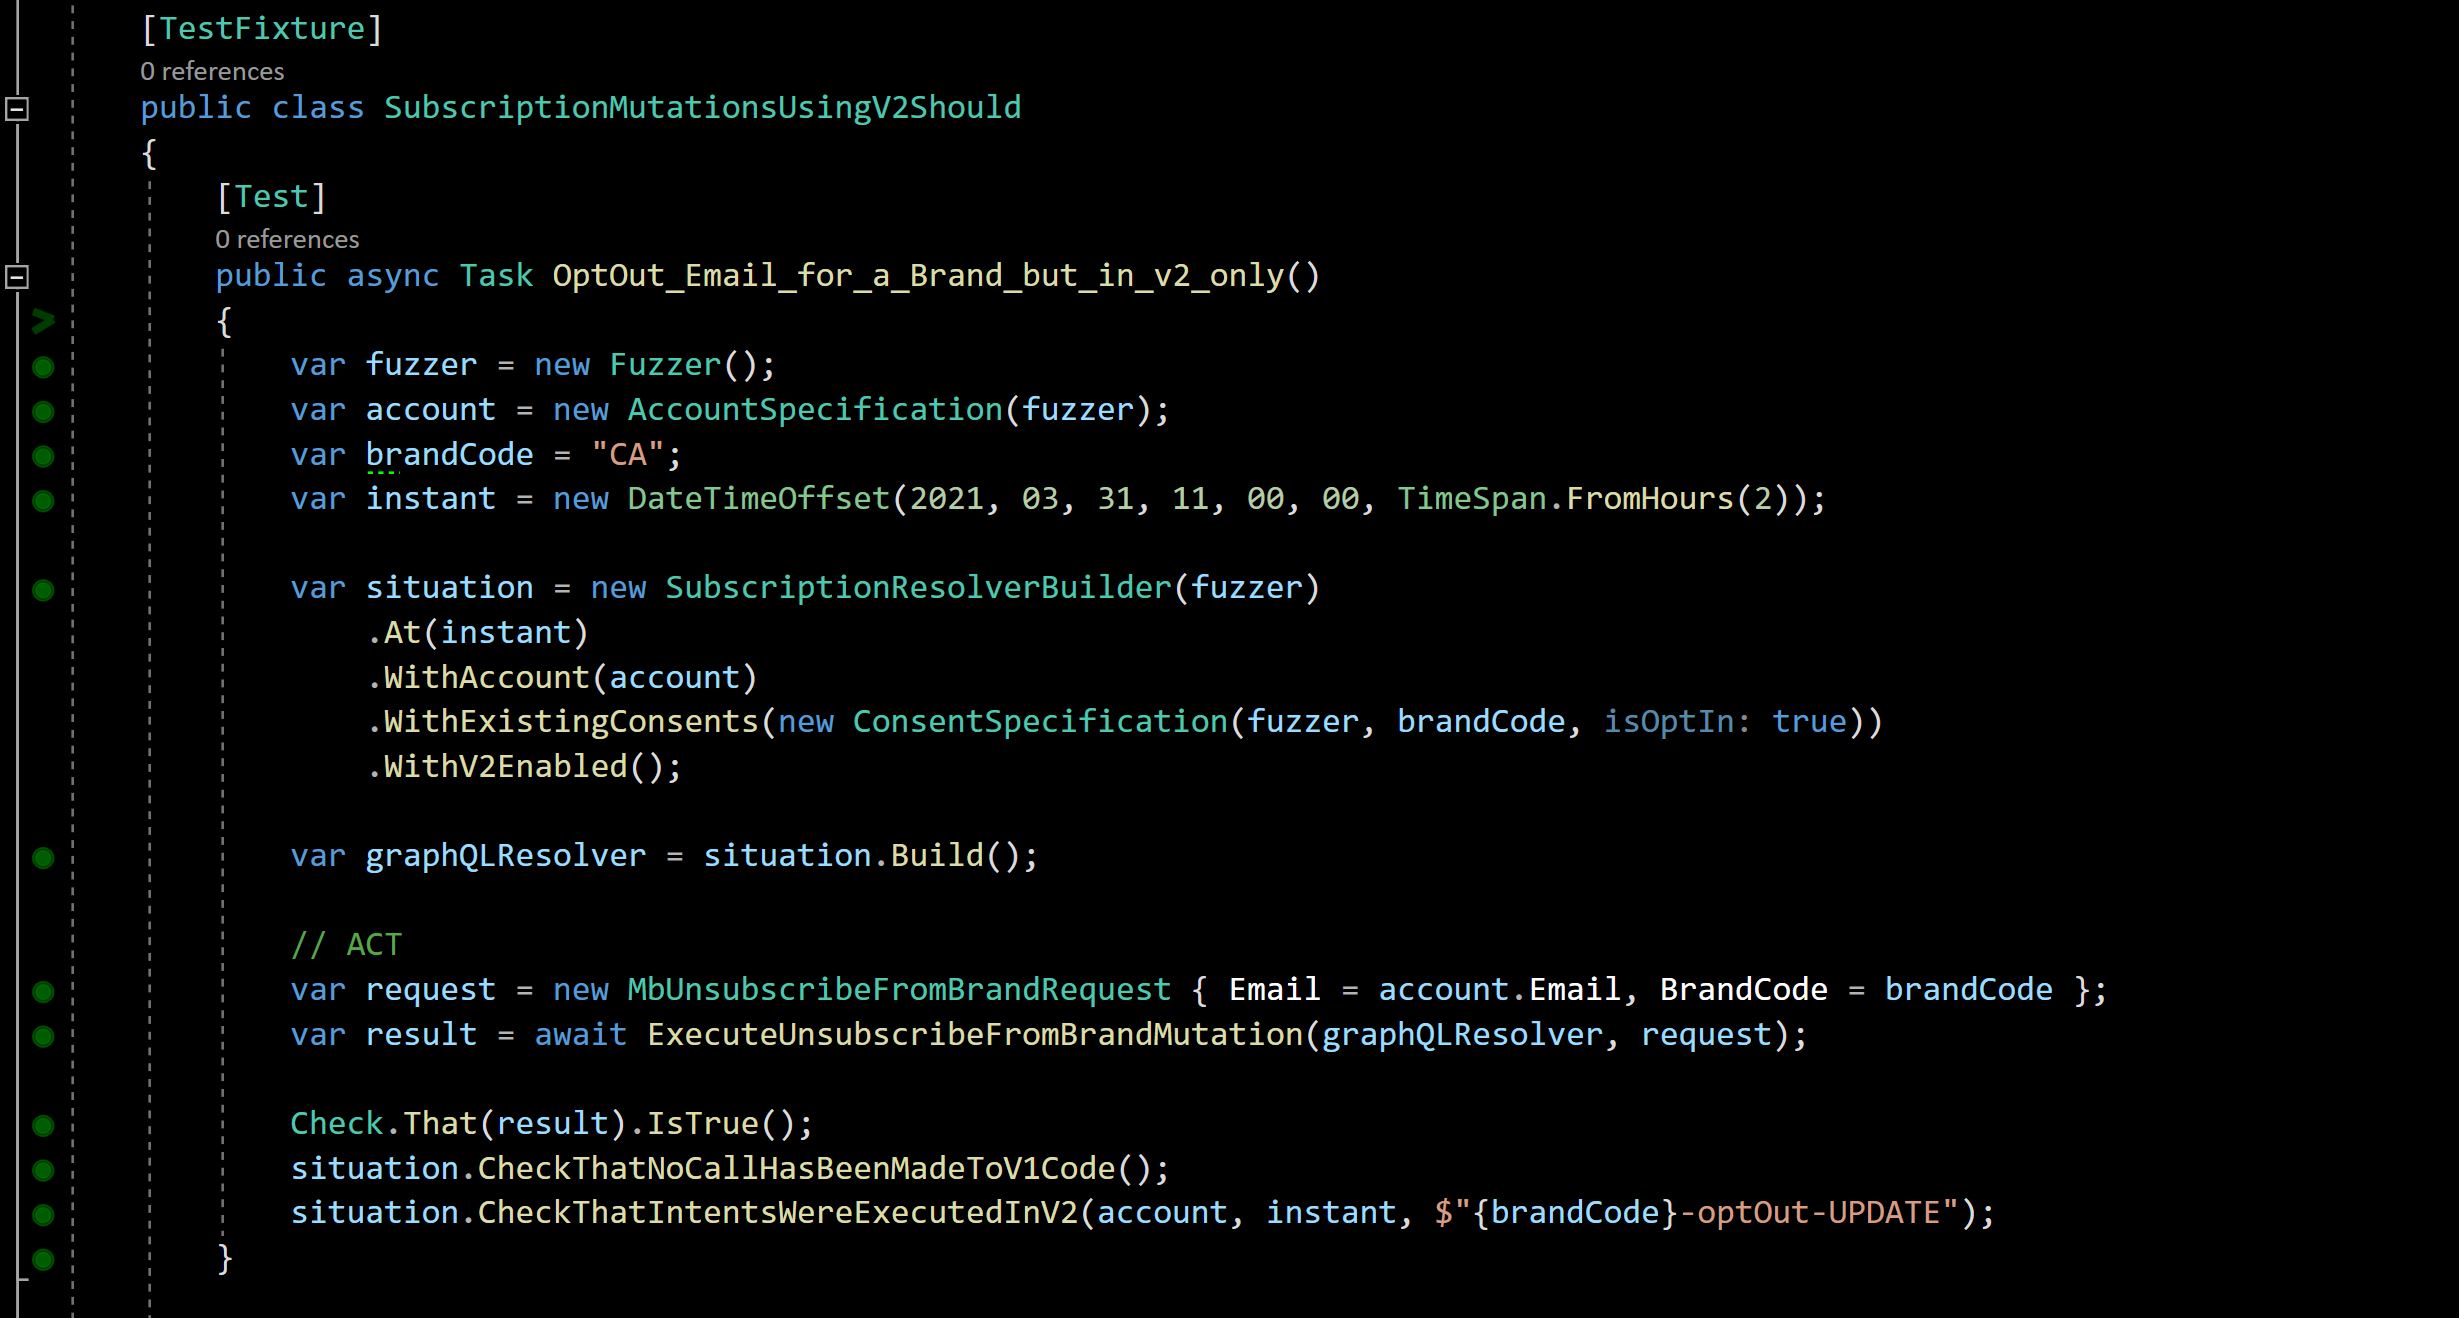 [TestFixture]
0 references
public class SubscriptionMutationsUsingV2Should
{
[Test]
0 references
public async Task OptOut_Email_for_a_Brand_but_in_v2_only()
{
var fuzzer = new Fuzzer();
var account = new AccountSpecification(fuzzer);
var brandCode = "CA";
var instant = new DateTimeOffset(2021, 03, 31, 11, 00, 00, TimeSpan.FromHours(2));
var situation = new SubscriptionResolverBuilder(fuzzer)
.At(instant)
.WithAccount(account)
.WithExistingConsents(new ConsentSpecification(fuzzer, brandCode, isOptIn: true))
.WithV2Enabled();
var graphQLResolver = situation.Build();
// ACT
var request = new MbUnsubscribeFromBrandRequest { Email = account.Email, BrandCode = brandCode };
var result = await ExecuteUnsubscribeFromBrandMutation(graphQLResolver, request);
Check.That(result).IsTrue();
situation.CheckThatNoCallHasBeenMadeToV1Code();
situation.CheckThatIntentsWereExecutedInV2(account, instant, $"{brandCode}-optOut-UPDATE");
}